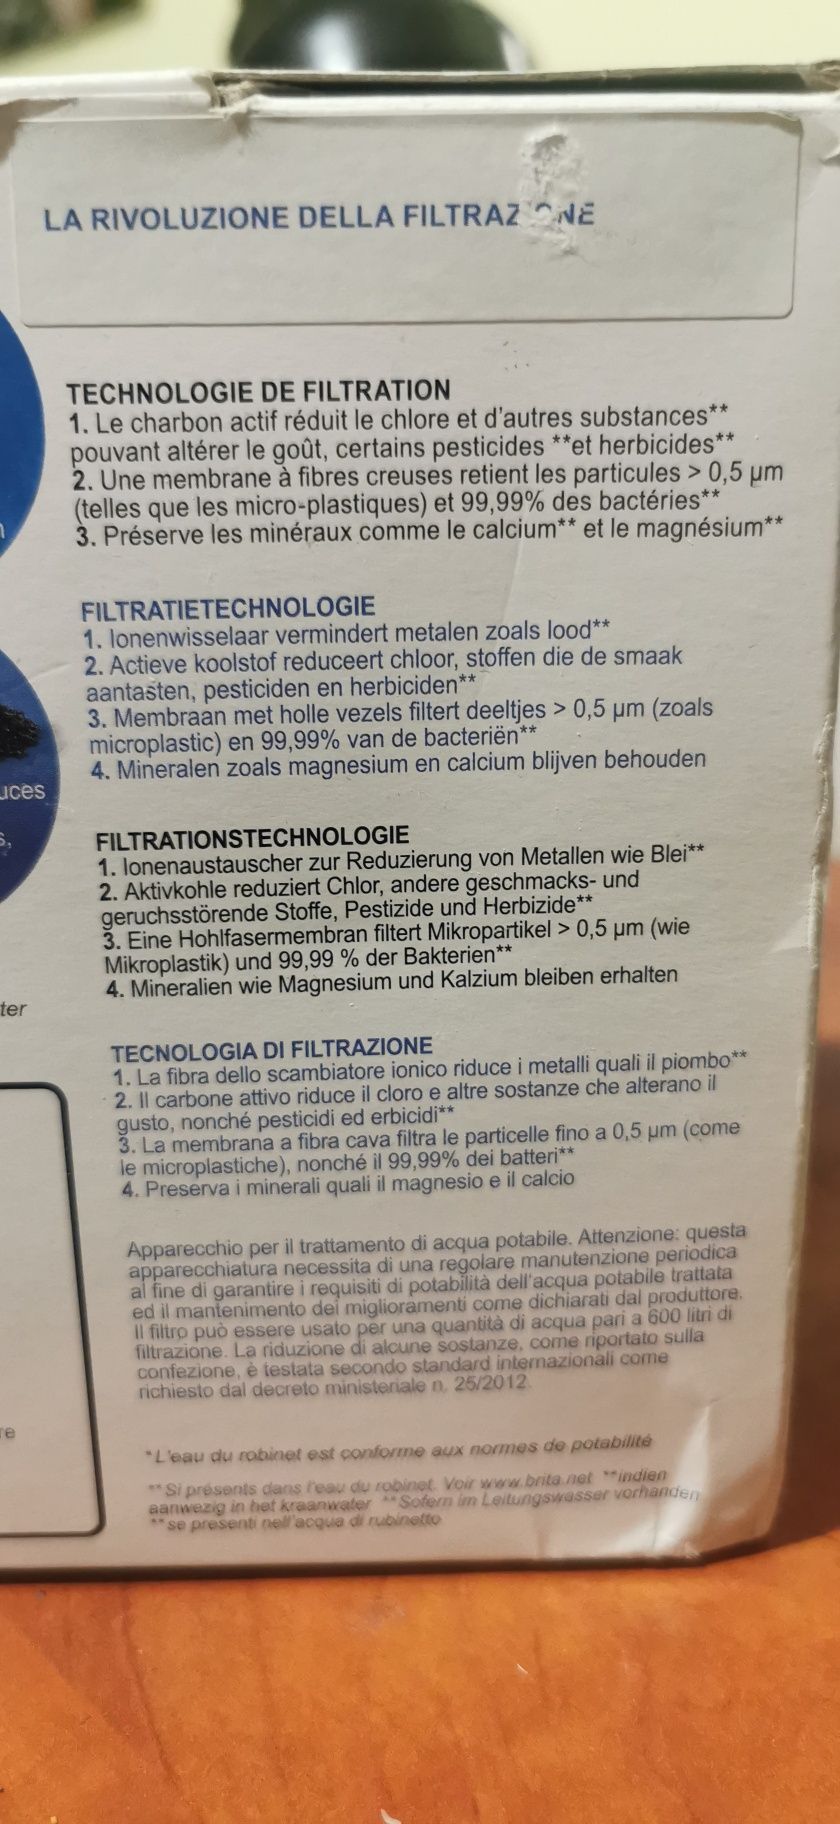 LA RIVOLUZIONE DELLA FILTRAZIONE
TECHNOLOGIE DE FILTRATION
1. Le charbon actif réduit le chlore et d'autres substances**
pouvant altérer le goût, certains pesticides **et herbicides**
2. Une membrane à fibres creuses retient les particules > 0,5 µm
(telles que les micro-plastiques) et 99,99% des bactéries**
3. Préserve les minéraux comme le calcium** et le magnésium**
FILTRATIETECHNOLOGIE
1. Ionenwisselaar vermindert metalen zoals lood**
2. Actieve koolstof reduceert chloor, stoffen die de smaak
aantasten, pesticiden en herbiciden**
3. Membraan met holle vezels filtert deeltjes > 0,5 µm (zoals
microplastic) en 99,99% van de bacteriën**
4. Mineralen zoals magnesium en calcium blijven behouden
uces
s,
FILTRATIONSTECHNOLOGIE
1. Ionenaustauscher zur Reduzierung von Metallen wie Blei**
2. Aktivkohle reduziert Chlor, andere geschmacks- und
geruchsstörende Stoffe, Pestizide und Herbizide**
3. Eine Hohlfasermembran filtert Mikropartikel > 0,5 µm (wie
Mikroplastik) und 99,99 % der Bakterien**
4. Mineralien wie Magnesium und Kalzium bleiben erhalten
ter
TECNOLOGIA DI FILTRAZIONE
1. La fibra dello scambiatore ionico riduce i metalli quali il piombo**
2. Il carbone attivo riduce il cloro e altre sostanze che alterano il
gusto, nonché pesticidi ed erbicidi**
3. La membrana a fibra cava filtra le particelle fino a 0,5 µm (come
le microplastiche), nonché il 99,99% dei batteri**
4. Preserva i minerali quali il magnesio e il calcio
Apparecchio per il trattamento di acqua potabile. Attenzione: questa
apparecchiatura necessita di una regolare manutenzione periodica
al fine di garantire i requisiti di potabilità dell'acqua potabile trattata
ed il mantenimento dei miglioramenti come dichiarati dal produttore.
Il filtro può essere usato per una quantità di acqua pari a 600 litri di
filtrazione. La riduzione di alcune sostanze, come riportato sulla
confezione, è testata secondo standard internazionali come
richiesto dal decreto ministeriale n. 25/2012.
re
*L'eau du robinet est conforme aux normes de potabilité
**Si présents dans l'eau du robinet. Voir www.brita.net **indien
aanwezig in het kraanwater **Sofern im Leitungswasser vorhanden
**se presenti nell'acqua di rubinetto